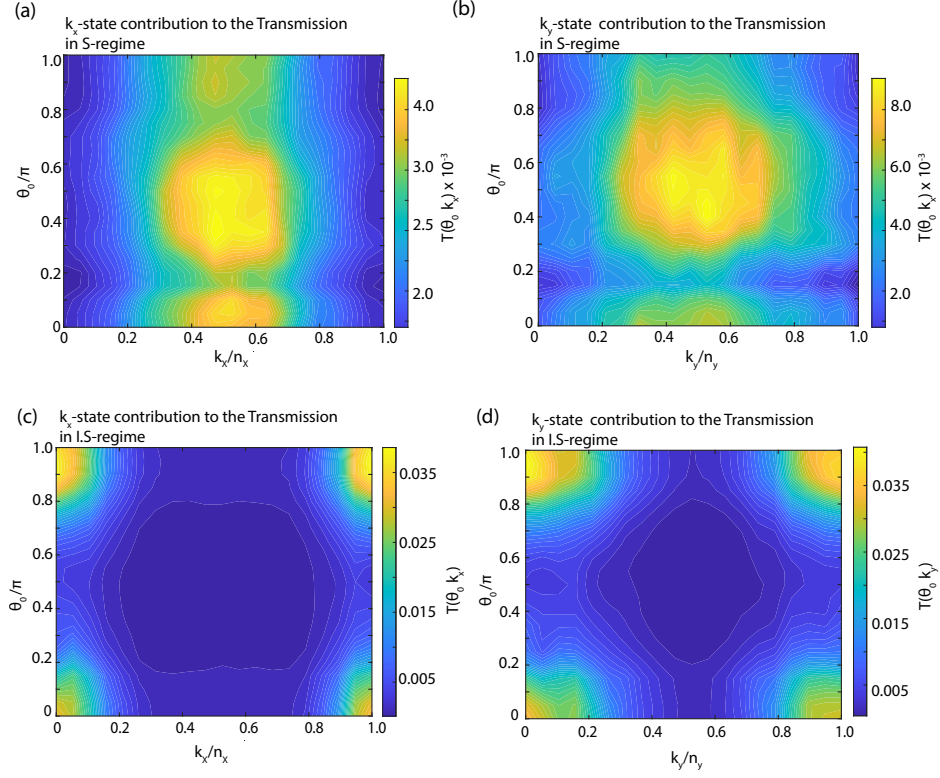 (a)
kₓ-state contribution to the Transmission
in S-regime
1.0
0.8
0.6
0.4
0.2
0
θ₀/π
0
0.2
0.4
0.6
0.8
1.0
kₓ/nₓ
4.0
3.0
2.5
2.0
T(θ₀ kₓ) x 10⁻³
(b)
k_y-state contribution to the Transmission
in S-regime
1.0
0.8
0.6
0.4
0.2
0
θ₀/π
0
0.2
0.4
0.6
0.8
1.0
k_y/n_y
8.0
6.0
4.0
2.0
T(θ₀ kₓ) x 10⁻³
(c)
kₓ-state contribution to the Transmission
in I.S-regime
1.0
0.8
0.6
0.4
0.2
0
θ₀/π
0
0.2
0.4
0.6
0.8
1.0
kₓ/nₓ
0.035
0.025
0.015
0.005
T(θ₀ kₓ)
(d)
k_y-state contribution to the Transmission
in I.S-regime
1.0
0.8
0.6
0.4
0.2
0
θ₀/π
0
0.2
0.4
0.6
0.8
1.0
k_y/n_y
0.035
0.025
0.015
0.005
T(θ₀ k_y)